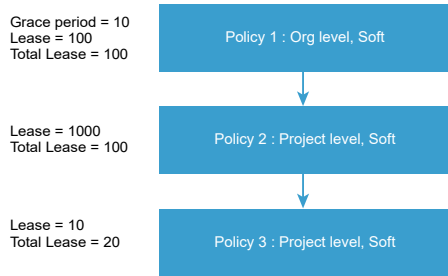 Grace period = 10
Lease = 100
Total Lease = 100
Policy 1 : Org level, Soft
Lease = 1000
Total Lease = 100
Policy 2 : Project level, Soft
Lease = 10
Total Lease = 20
Policy 3 : Project level, Soft